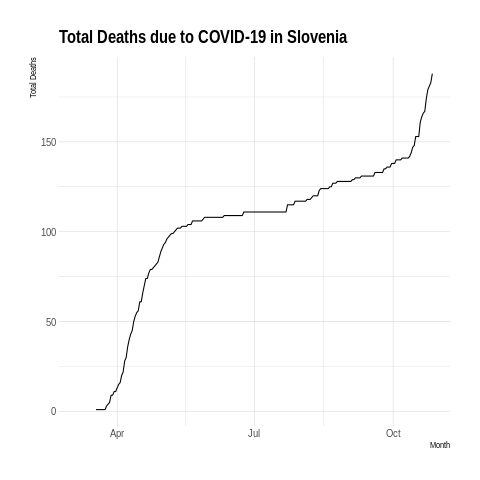 Total Deaths due to COVID-19 in Slovenia
Total Deaths
150
100
50
0
Apr
Jul
Oct
Month